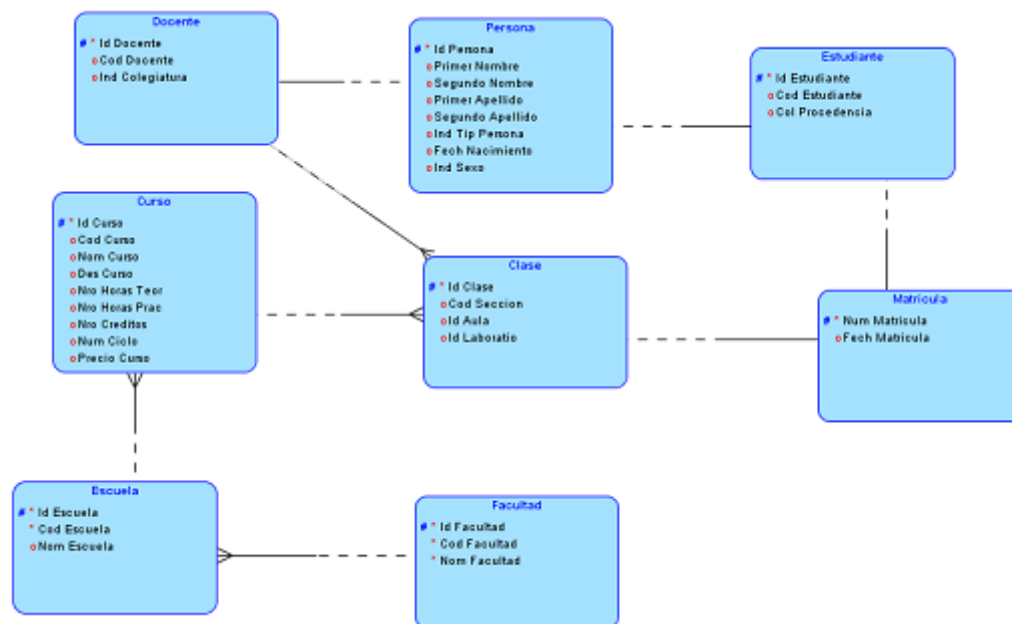 Docente
# * Id Docente
o Cod Docente
o Ind Colegiatura
Persona
# * Id Persona
o Primer Nombre
o Segundo Nombre
o Primer Apellido
o Segundo Apellido
o Ind Tip Persona
o Fech Nacimiento
o Ind Sexo
Estudiante
# * Id Estudiante
o Cod Estudiante
o Col Procedencia
Curso
# * Id Curso
o Cod Curso
o Nom Curso
o Des Curso
o Nro Horas Teor
o Nro Horas Prac
o Nro Creditos
o Num Ciclo
o Precio Curso
Clase
# * Id Clase
o Cod Seccion
o Id Aula
o Id Laboratio
Matricula
# * Num Matricula
o Fech Matricula
Escuela
# * Id Escuela
* Cod Escuela
o Nom Escuela
Facultad
# * Id Facultad
* Cod Facultad
* Nom Facultad